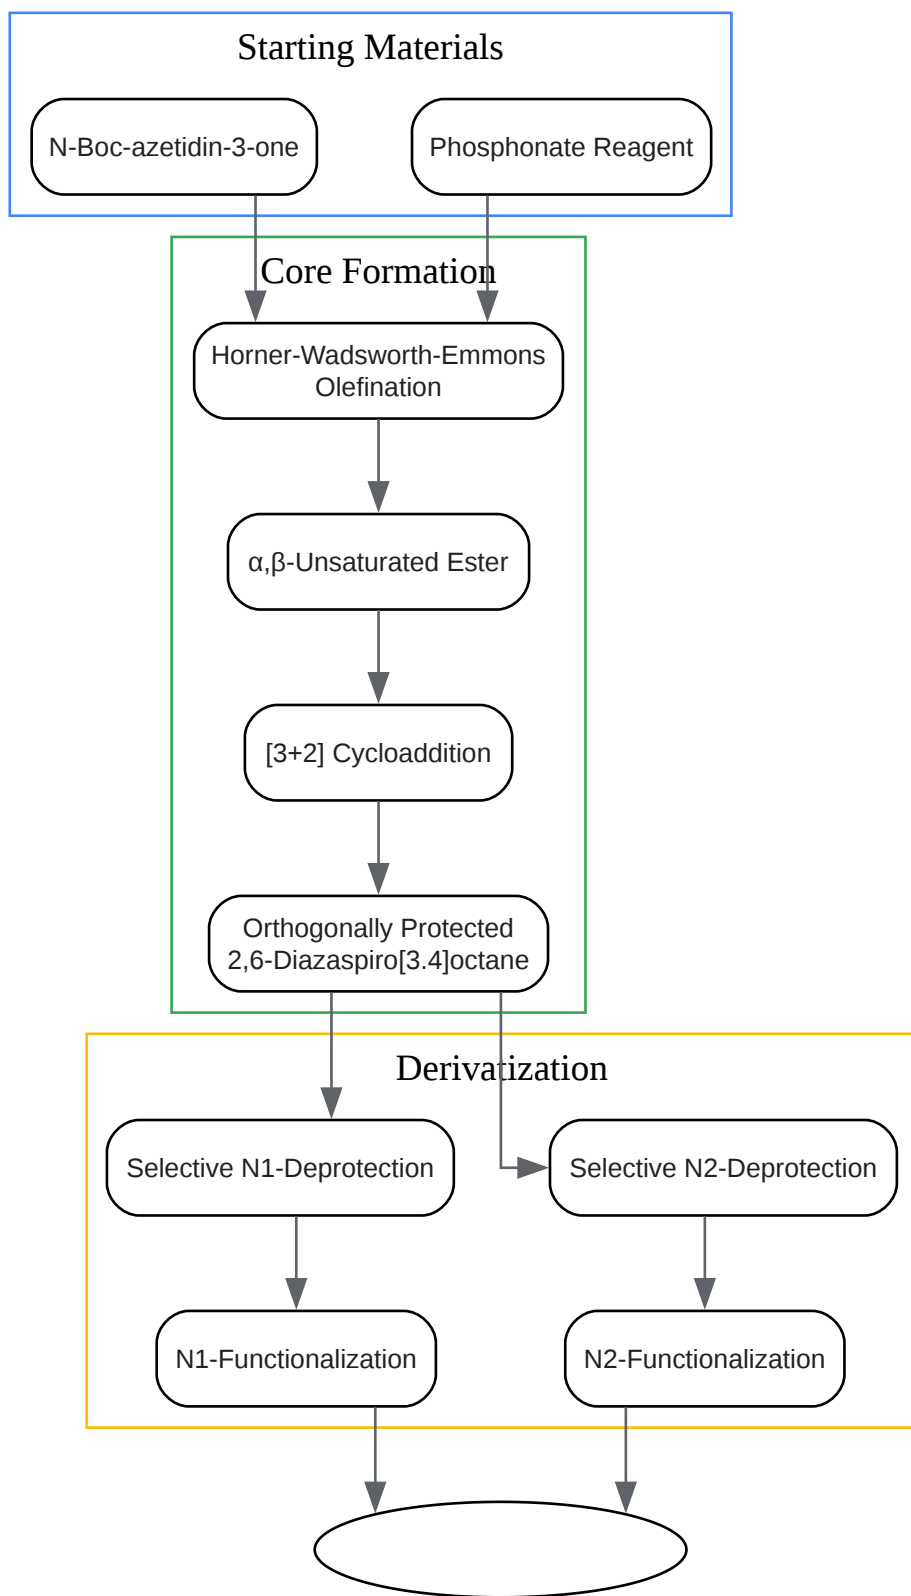 Starting Materials
N-Boc-azetidin-3-one
Phosphonate Reagent
Core Formation
Horner-Wadsworth-Emmons
Olefination
α,β-Unsaturated Ester
[3+2] Cycloaddition
Orthogonally Protected
2,6-Diazaspiro[3.4]octane
Derivatization
Selective N1-Deprotection
Selective N2-Deprotection
N1-Functionalization
N2-Functionalization